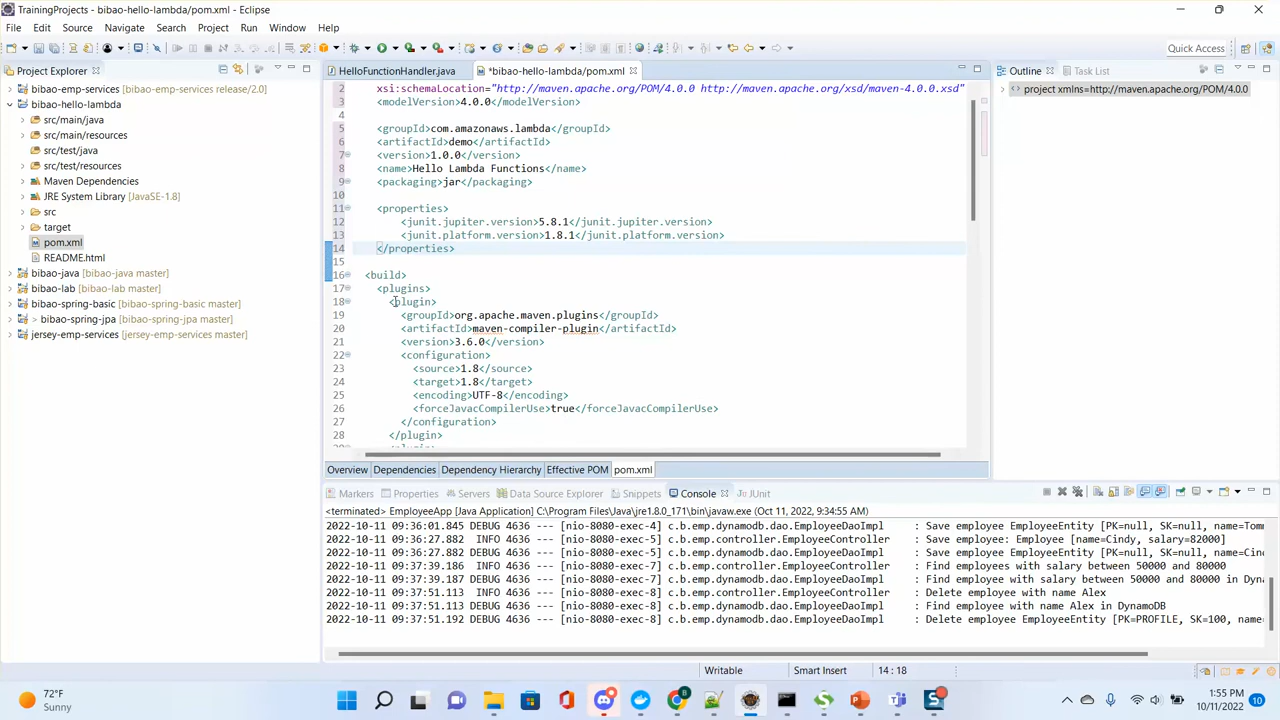 TrainingProjects - bibao-hello-lambda/pom.xml - Eclipse
File Edit Source Navigate Search Project Run Window Help
Quick Access
Project Explorer
bibao-emp-services [bibao-emp-services release/2.0]
bibao-hello-lambda
src/main/java
src/main/resources
src/test/java
src/test/resources
Maven Dependencies
JRE System Library [JavaSE-1.8]
src
target
pom.xml
README.html
bibao-java [bibao-java master]
bibao-lab [bibao-lab master]
bibao-spring-basic [bibao-spring-basic master]
> bibao-spring-jpa [bibao-spring-jpa master]
jersey-emp-services [bibao-lab master]
HelloFunctionHandler.java *bibao-hello-lambda/pom.xml
2 xsi:schemaLocation="http://maven.apache.org/POM/4.0.0 http://maven.apache.org/xsd/maven-4.0.0.xsd"
3 <modelVersion>4.0.0</modelVersion>
4
5 <groupId>com.amazonaws.lambda</groupId>
6 <artifactId>demo</artifactId>
7 <version>1.0.0</version>
8 <name>Hello Lambda Functions</name>
9 <packaging>jar</packaging>
10
11 <properties>
12 <junit.jupiter.version>5.8.1</junit.jupiter.version>
13 <junit.platform.version>1.8.1</junit.platform.version>
14 </properties>
15
16 <build>
17 <plugins>
18 <plugin>
19 <groupId>org.apache.maven.plugins</groupId>
20 <artifactId>maven-compiler-plugin</artifactId>
21 <version>3.6.0</version>
22 <configuration>
23 <source>1.8</source>
24 <target>1.8</target>
25 <encoding>UTF-8</encoding>
26 <forceJavacCompilerUse>true</forceJavacCompilerUse>
27 </configuration>
28 </plugin>
Overview Dependencies Dependency Hierarchy Effective POM pom.xml
Outline Task List
project xmlns=http://maven.apache.org/POM/4.0.0
Markers Properties Servers Data Source Explorer Snippets Console JUnit
<terminated> EmployeeApp [Java Application] C:\Program Files\Java\jre1.8.0_171\bin\javaw.exe (Oct 11, 2022, 9:34:55 AM)
2022-10-11 09:36:01.845 DEBUG 4636 --- [nio-8080-exec-4] c.b.emp.dynamodb.dao.EmployeeDaoImpl : Save employee EmployeeEntity [PK=null, SK=null, name=Tom
2022-10-11 09:36:27.882 INFO 4636 --- [nio-8080-exec-5] c.b.emp.controller.EmployeeController : Save employee: Employee [name=Cindy, salary=82000]
2022-10-11 09:36:27.882 DEBUG 4636 --- [nio-8080-exec-5] c.b.emp.dynamodb.dao.EmployeeDaoImpl : Save employee EmployeeEntity [PK=null, SK=null, name=Cin
2022-10-11 09:37:39.186 INFO 4636 --- [nio-8080-exec-7] c.b.emp.controller.EmployeeController : Find employees with salary between 50000 and 80000
2022-10-11 09:37:39.187 DEBUG 4636 --- [nio-8080-exec-7] c.b.emp.dynamodb.dao.EmployeeDaoImpl : Find employee with salary between 50000 and 80000 in Dyna
2022-10-11 09:37:51.113 INFO 4636 --- [nio-8080-exec-8] c.b.emp.controller.EmployeeController : Delete employee with name Alex
2022-10-11 09:37:51.113 DEBUG 4636 --- [nio-8080-exec-8] c.b.emp.dynamodb.dao.EmployeeDaoImpl : Find employee with name Alex in DynamoDB
2022-10-11 09:37:51.192 DEBUG 4636 --- [nio-8080-exec-8] c.b.emp.dynamodb.dao.EmployeeDaoImpl : Delete employee EmployeeEntity [PK=PROFILE, SK=100, name
Writable Smart Insert 14 : 18
72°F
Sunny
1:55 PM
10/11/2022